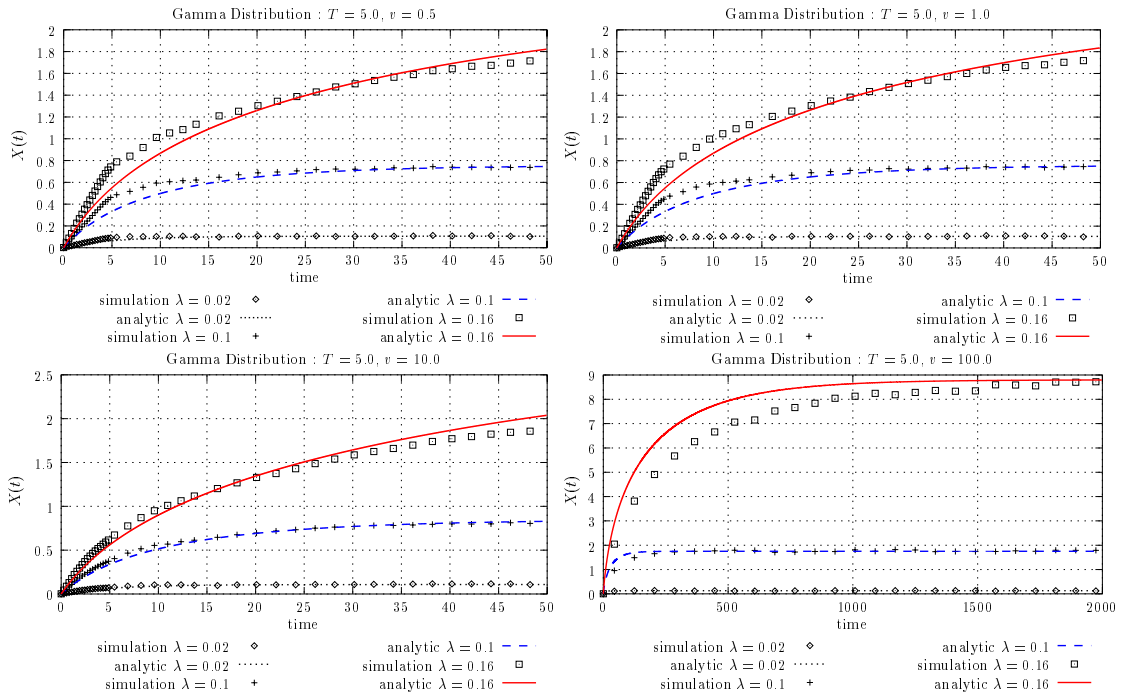 Gamma Distribution : T = 5.0, v = 0.5
2
1.8
1.6
1.4
1.2
1
0.8
0.6
0.4
0.2
0
X(t)
0 5 10 15 20 25 30 35 40 45 50
time
simulation λ = 0.02
analytic λ = 0.02
simulation λ = 0.1
analytic λ = 0.1
simulation λ = 0.16
analytic λ = 0.16
Gamma Distribution : T = 5.0, v = 1.0
2
1.8
1.6
1.4
1.2
1
0.8
0.6
0.4
0.2
0
X(t)
0 5 10 15 20 25 30 35 40 45 50
time
simulation λ = 0.02
analytic λ = 0.02
simulation λ = 0.1
analytic λ = 0.1
simulation λ = 0.16
analytic λ = 0.16
Gamma Distribution : T = 5.0, v = 10.0
2.5
2
1.5
1
0.5
0
X(t)
0 5 10 15 20 25 30 35 40 45 50
time
simulation λ = 0.02
analytic λ = 0.02
simulation λ = 0.1
analytic λ = 0.1
simulation λ = 0.16
analytic λ = 0.16
Gamma Distribution : T = 5.0, v = 100.0
9
8
7
6
5
4
3
2
1
0
X(t)
0 500 1000 1500 2000
time
simulation λ = 0.02
analytic λ = 0.02
simulation λ = 0.1
analytic λ = 0.1
simulation λ = 0.16
analytic λ = 0.16